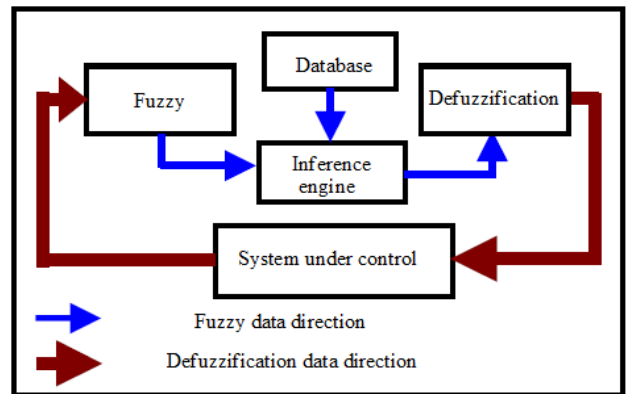 Database
Fuzzy
Defuzzification
Inference
engine
System under control
Fuzzy data direction
Defuzzification data direction